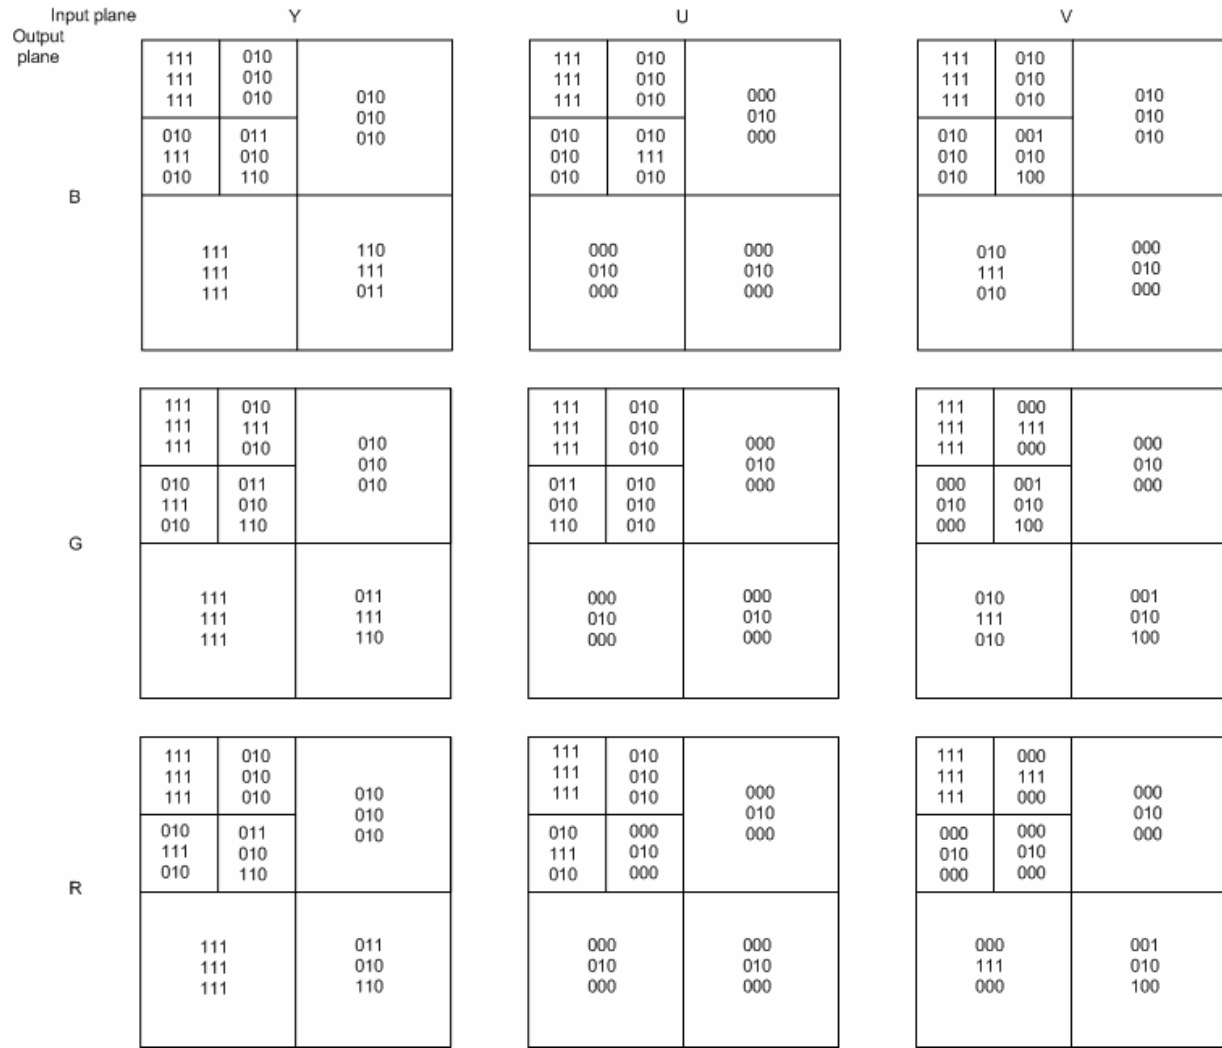 Input plane Y U V
Output
plane
111 010 111 010 111 010
111 010 111 010 111 010
111 010 010 111 010 000 111 010 010
010 010 010
010 000 010
010 011 010 010 010 001
111 010 010 111 010 010
010 110 010 010 010 100
B
111 110 000 000 010 000
111 111 010 010 111 010
111 011 000 000 010 000
111 010 111 010 111 000
111 111 111 010 111 111
111 010 111 010 111 000
010 000 000
010 010 010
010 000 000
010 011 011 010 000 001
111 010 010 010 010 010
010 110 110 010 000 100
G
111 011 000 000 010 001
111 111 010 010 111 010
111 110 000 000 010 100
111 010 111 010 111 000
111 010 111 010 111 111
111 010 111 010 111 000
010 000 000
010 010 010
010 000 000
010 011 010 000 000 000
111 010 111 010 010 010
010 110 010 000 000 000
R
111 011 000 000 000 001
111 010 010 010 111 010
111 110 000 000 000 100